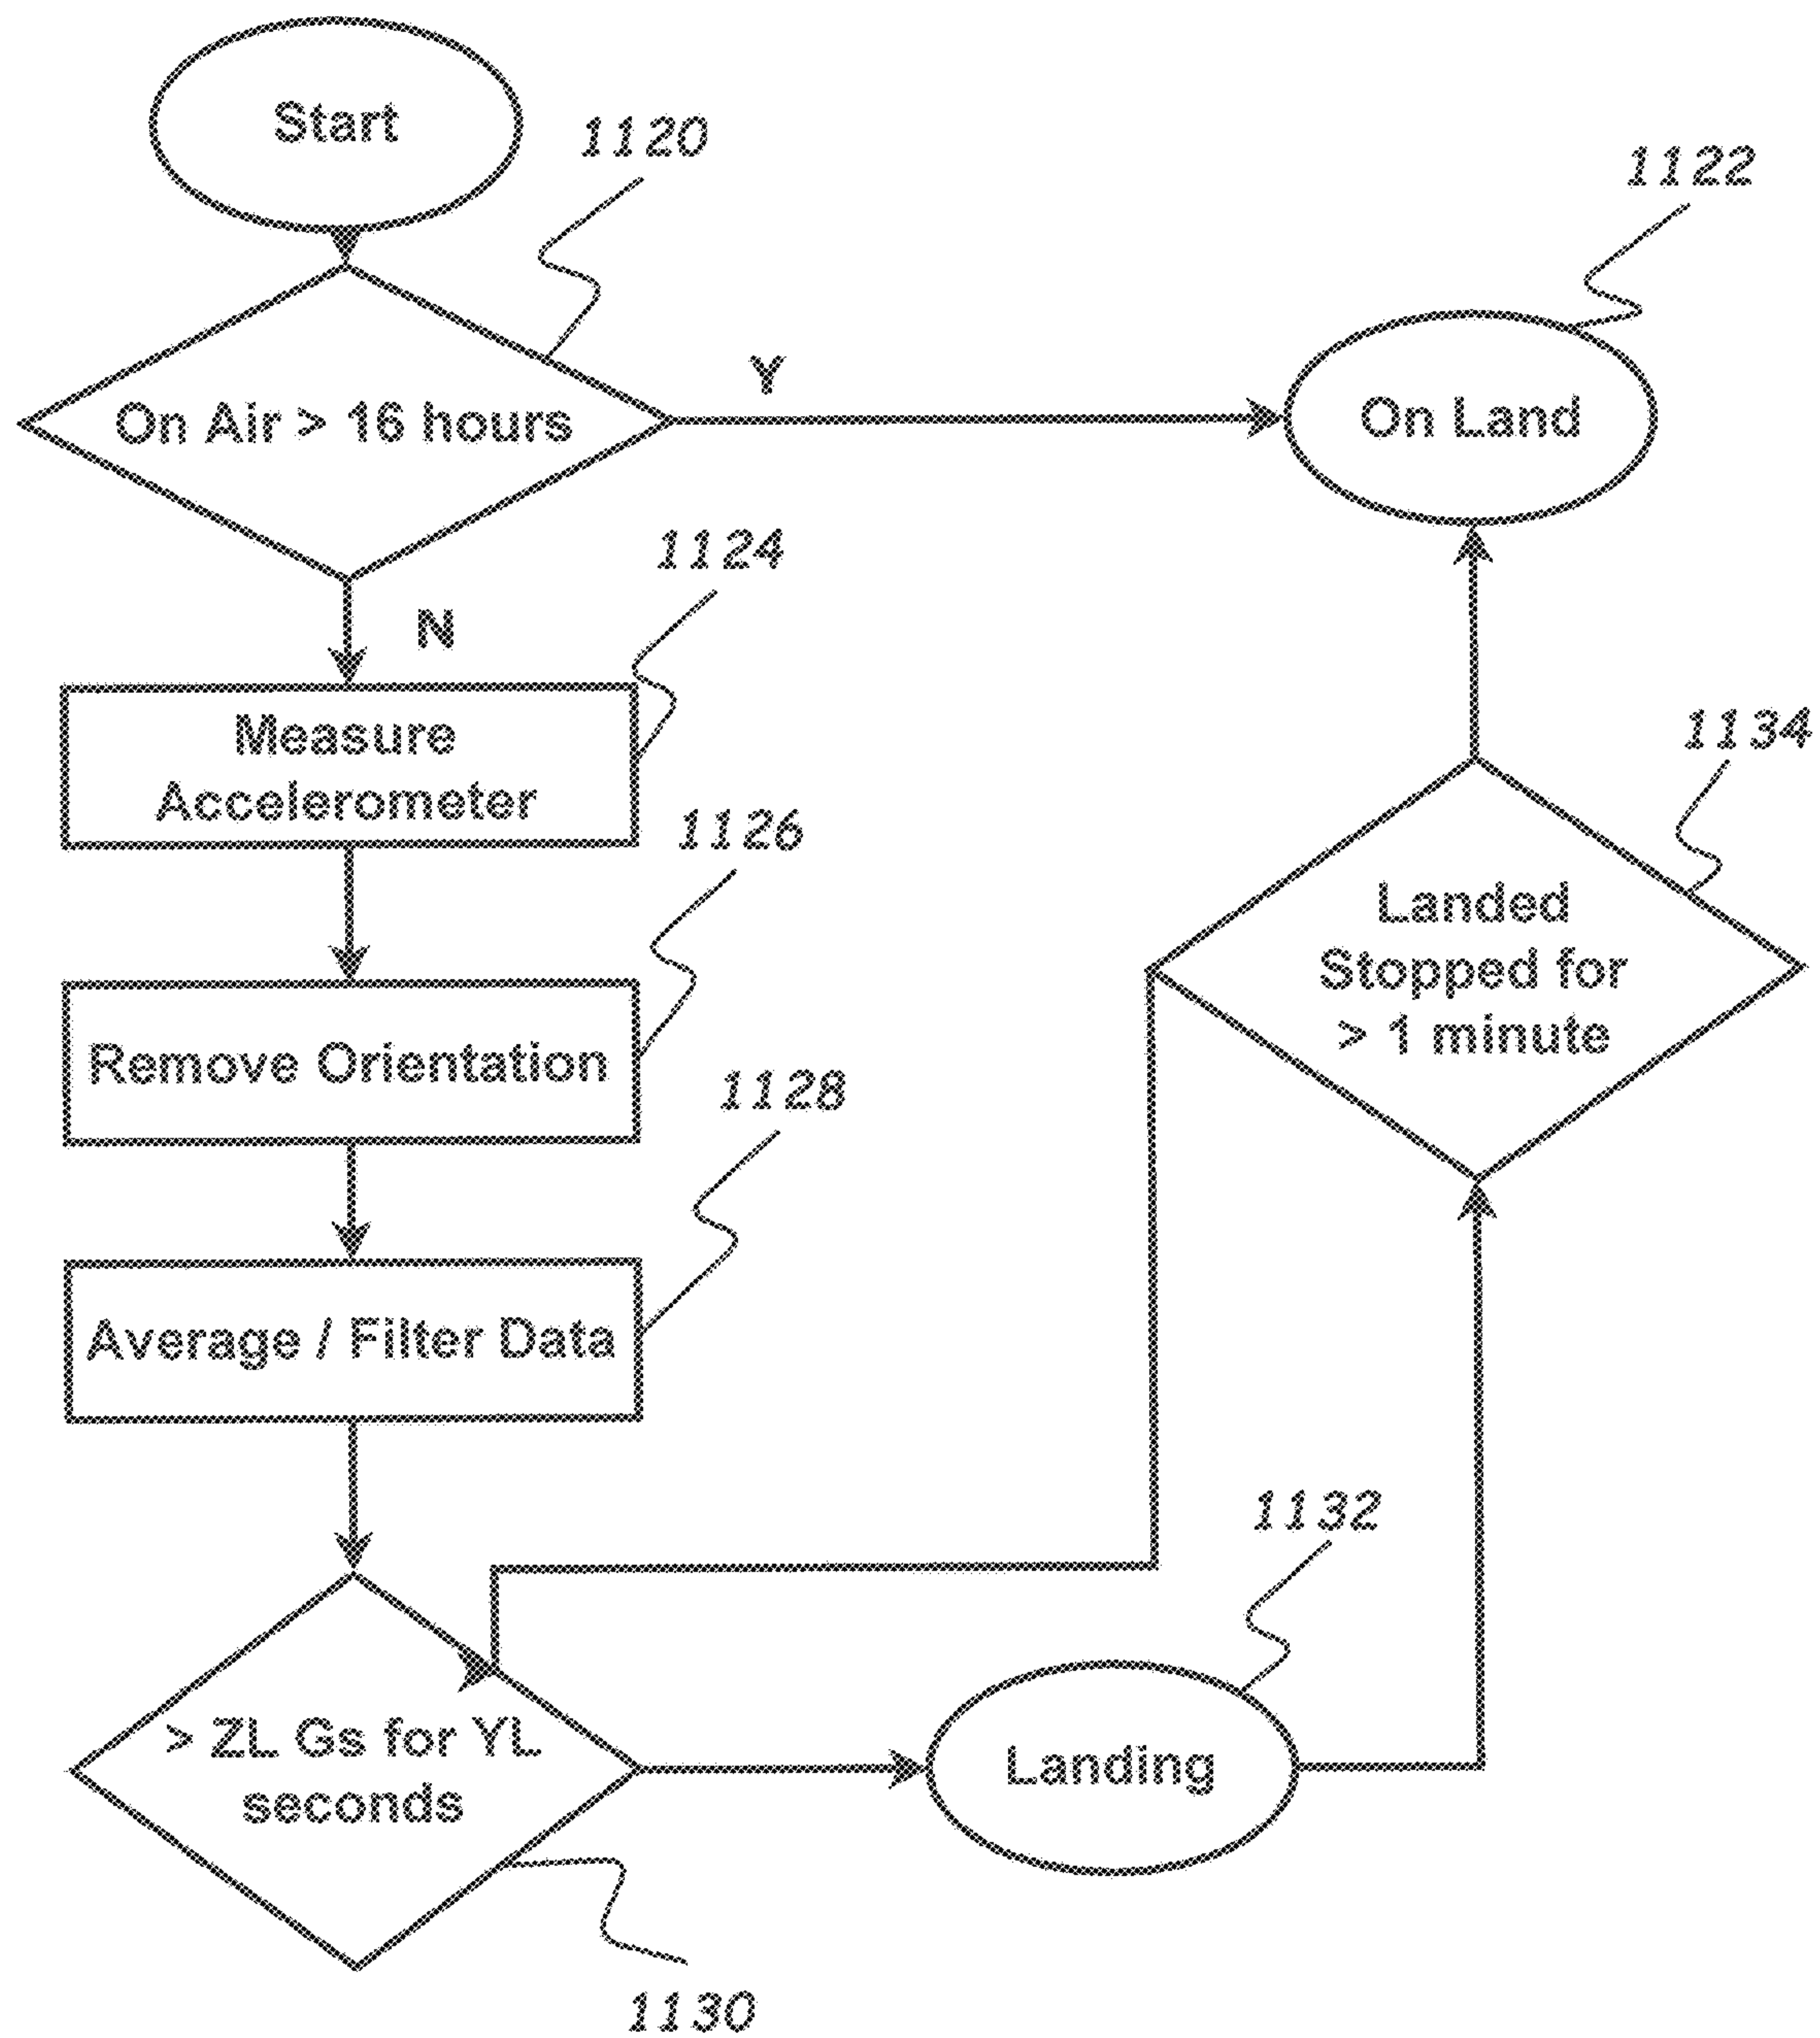 Start
1120
1122
On Air > 16 hours
Y
On Land
1124
N
Measure
Accelerometer
1134
1126
Landed
Stopped for
> 1 minute
Remove Orientation
1128
Average / Filter Data
1132
> ZL Gs for YL
seconds
Landing
1130